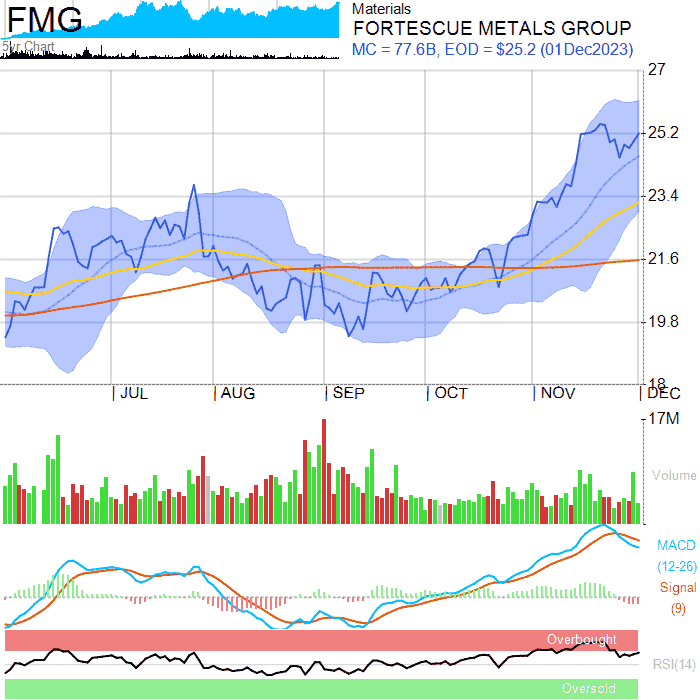 FMG
5yr Chart
Materials
FORTESCUE METALS GROUP
MC = 77.6B, EOD = $25.2 (01Dec2023)
27
25.2
23.4
21.6
19.8
18
JUL AUG SEP OCT NOV DEC
17M
Volume
MACD
(12-26)
Signal
(9)
Overbought
RSI(14)
Oversold